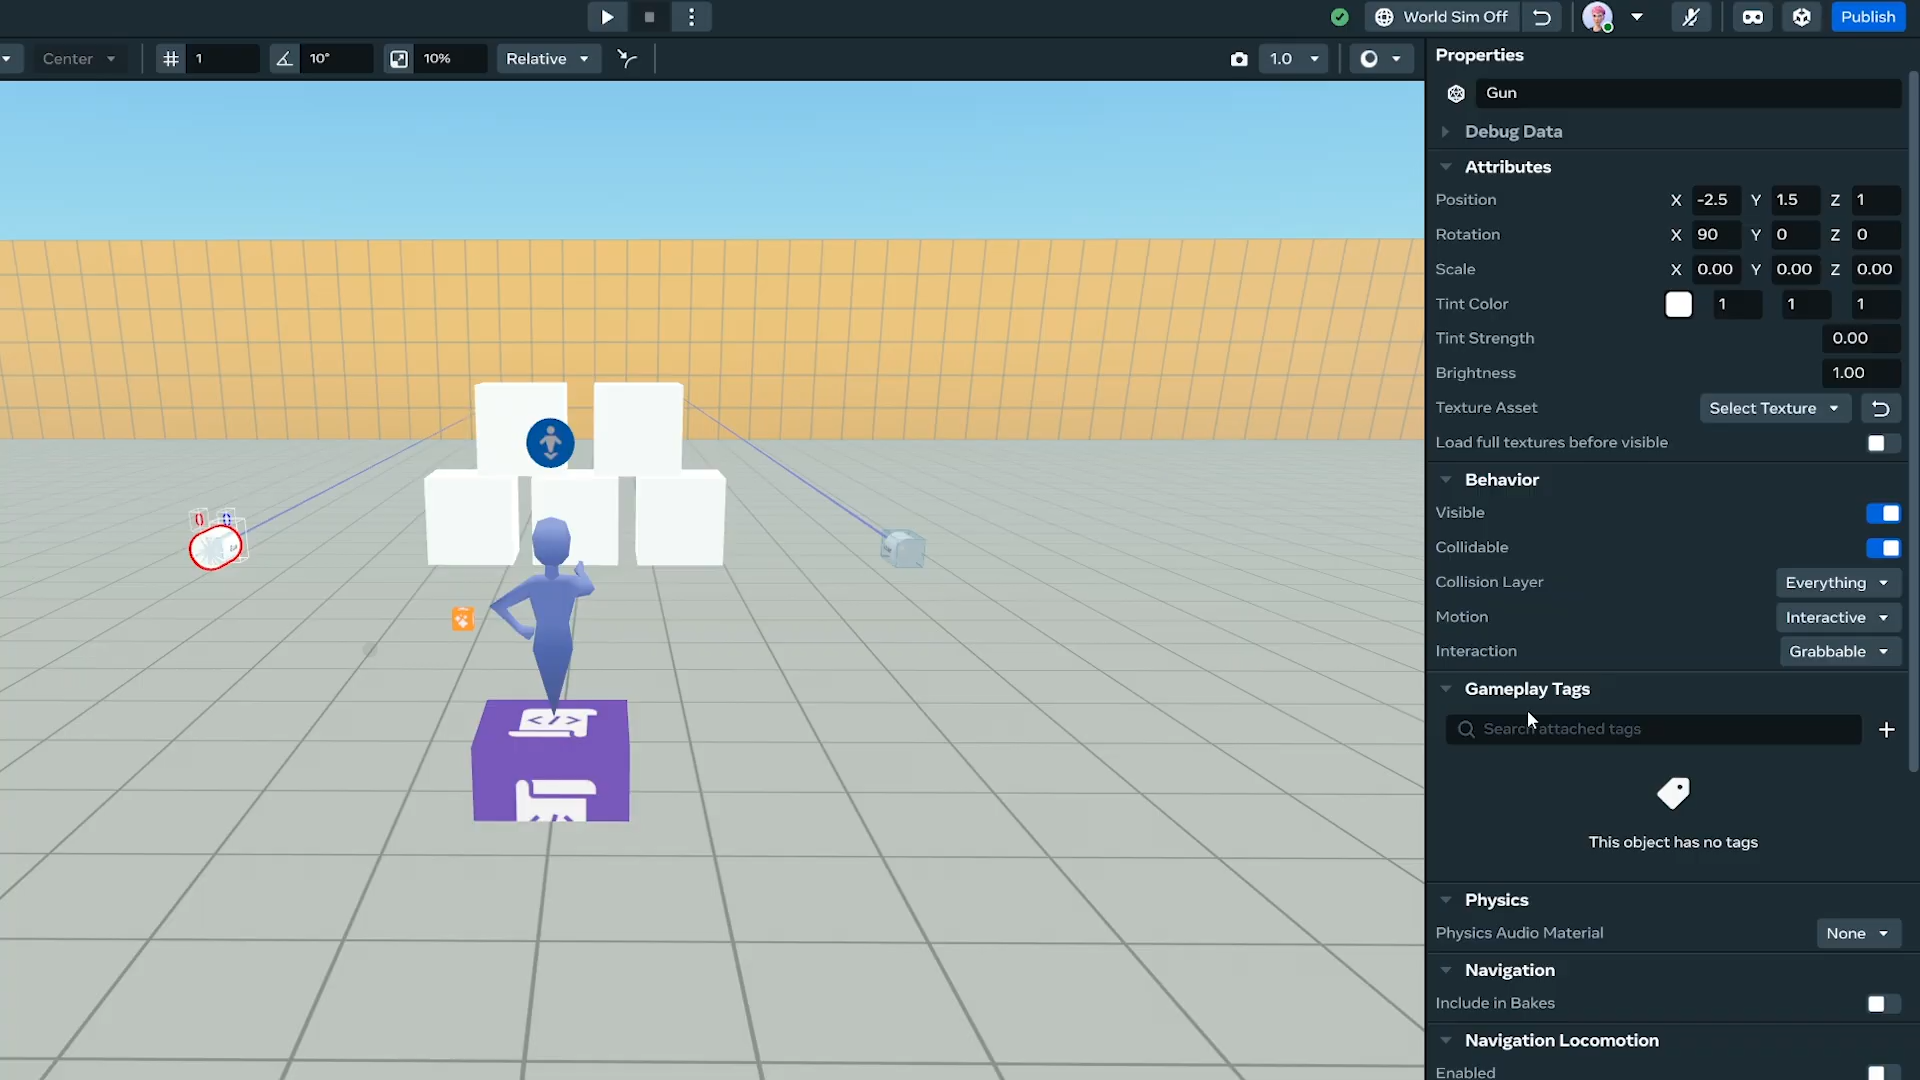 World Sim Off
Publish
Center
1
10°
10%
Relative
1.0
Properties
Gun
Debug Data
Attributes
Position X -2.5 Y 1.5 Z 1
Rotation X 90 Y 0 Z 0
Scale X 0.00 Y 0.00 Z 0.00
Tint Color 1 1 1
Tint Strength 0.00
Brightness 1.00
Texture Asset Select Texture
Load full textures before visible
Behavior
Visible
Collidable
Collision Layer Everything
Motion Interactive
Interaction Grabbable
Gameplay Tags
Search attached tags
This object has no tags
Physics
Physics Audio Material None
Navigation
Include in Bakes
Navigation Locomotion
Enabled